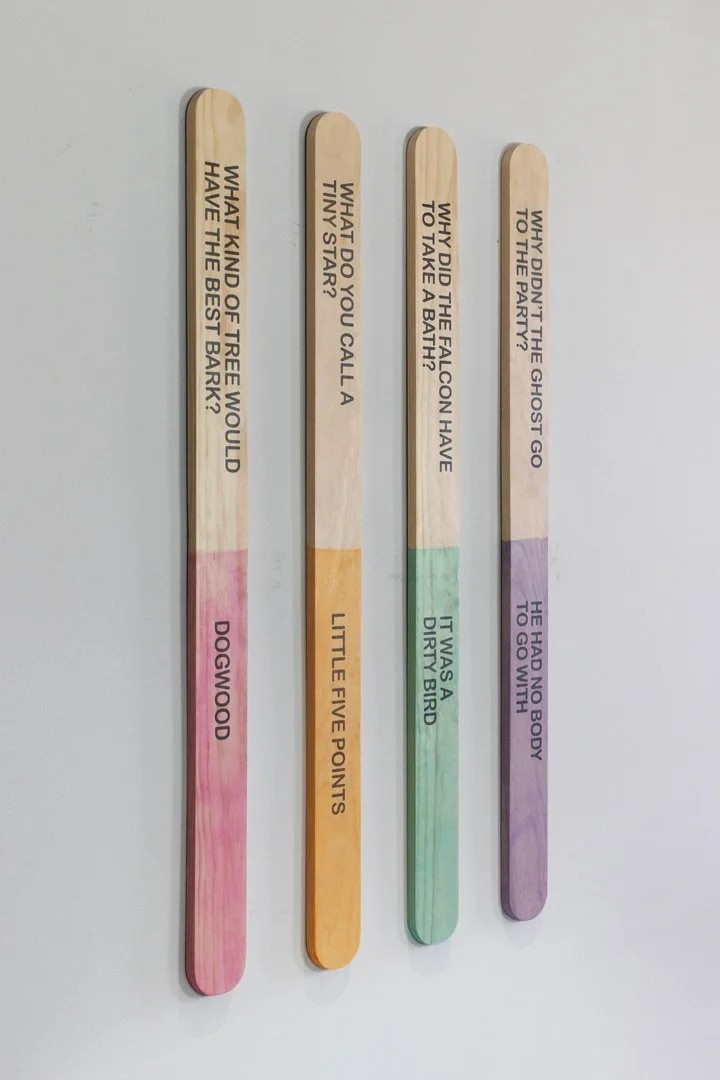 WHAT KIND OF TREE WOULD
HAVE THE BEST BARK?
DOGWOOD
WHAT DO YOU CALL A
TINY STAR?
LITTLE FIVE POINTS
WHY DID THE FALCON HAVE
TO TAKE A BATH?
IT WAS A
DIRTY BIRD
WHY DIDN'T THE GHOST GO
TO THE PARTY?
HE HAD NO BODY
TO GO WITH